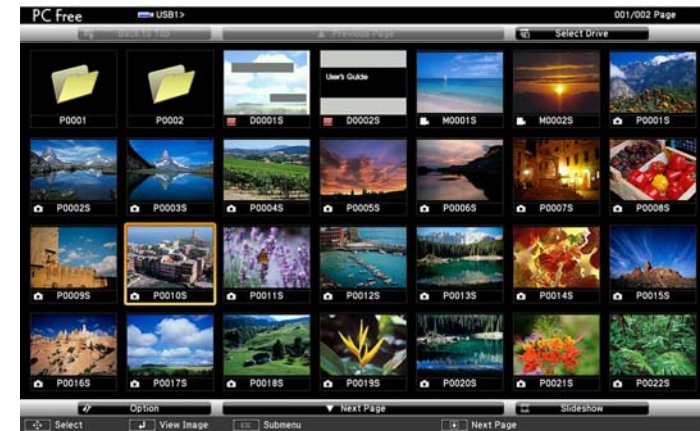 PC Free USB1> 001/002 Page
Back to Top Previous Page Select Drive
User's Guide
P0001 P0002 D0001S D0002S M0001S M0002S P0001S
P0002S P0003S P0004S P0005S P0006S P0007S P0008S
P0009S P0010S P0011S P0012S P0013S P0014S P0015S
P0016S P0017S P0018S P0019S P0020S P0021S P0022S
Option Next Page Slideshow
Select View Image Esc Submenu Next Page